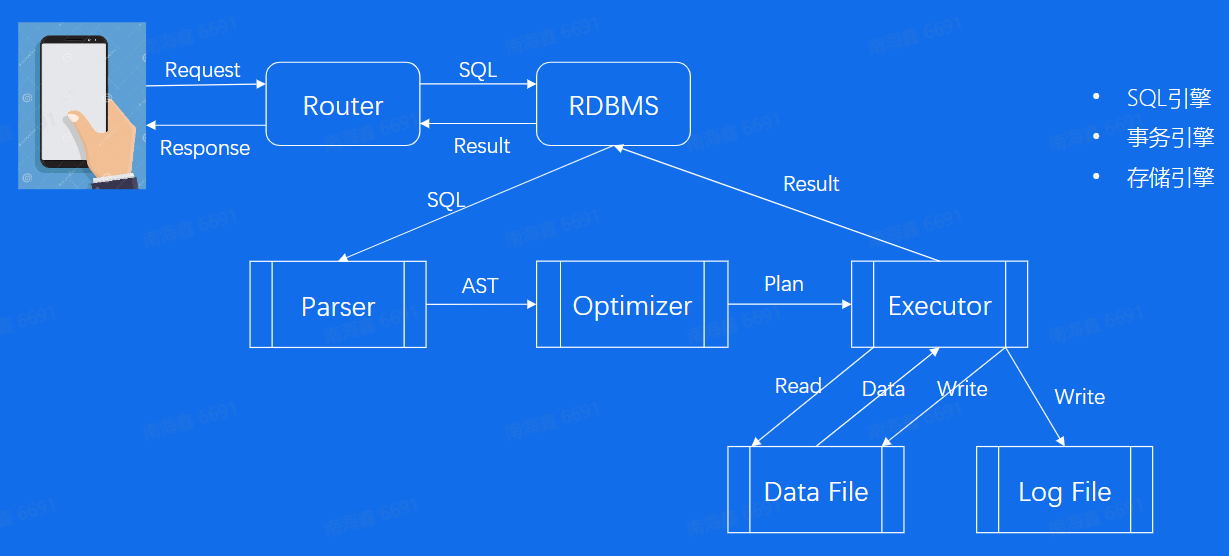 Request
SQL
Router
RDBMS
Response
Result
• SQL引擎
• 事务引擎
• 存储引擎
SQL
Result
Parser
AST
Optimizer
Plan
Executor
Read
Data
Write
Write
Data File
Log File